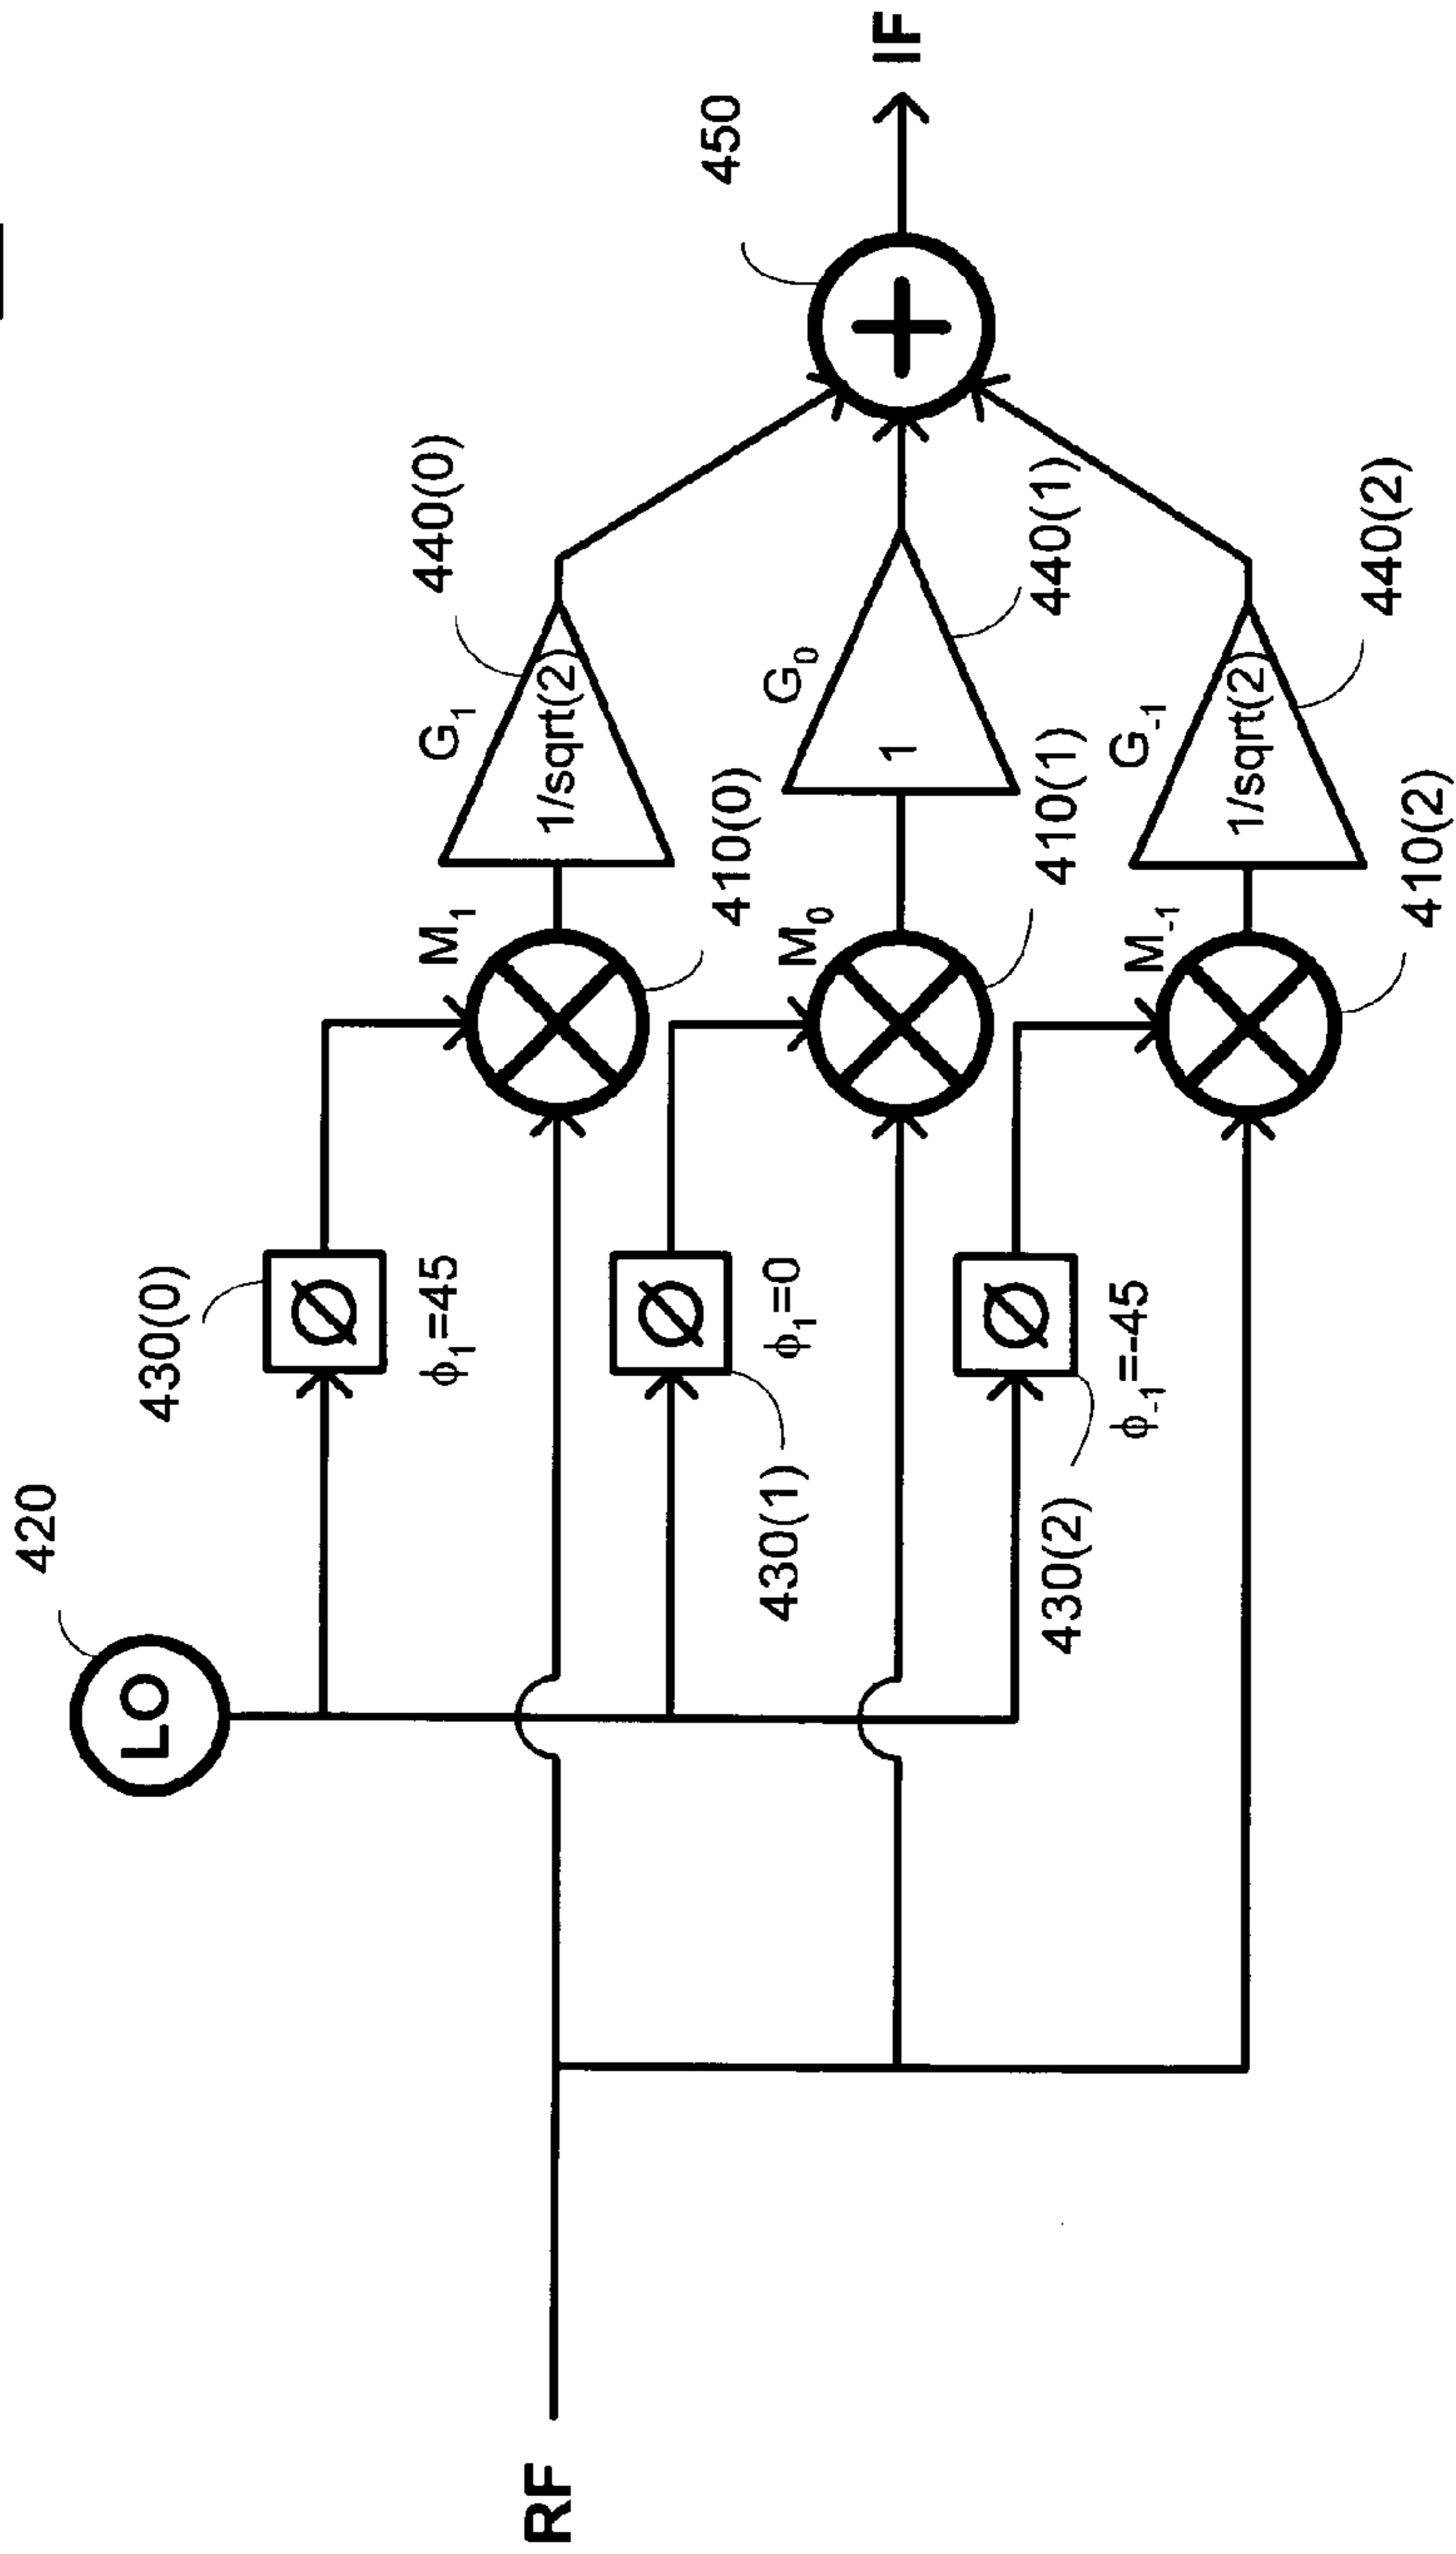 420
LO
430(0)
ϕ1=45
M1
410(0)
G1
1/sqrt(2)
440(0)
450
430(1)
ϕ1=0
M0
410(1)
G0
1
440(1)
IF
430(2)
ϕ-1=-45
M-1
410(2)
G-1
1/sqrt(2)
440(2)
RF